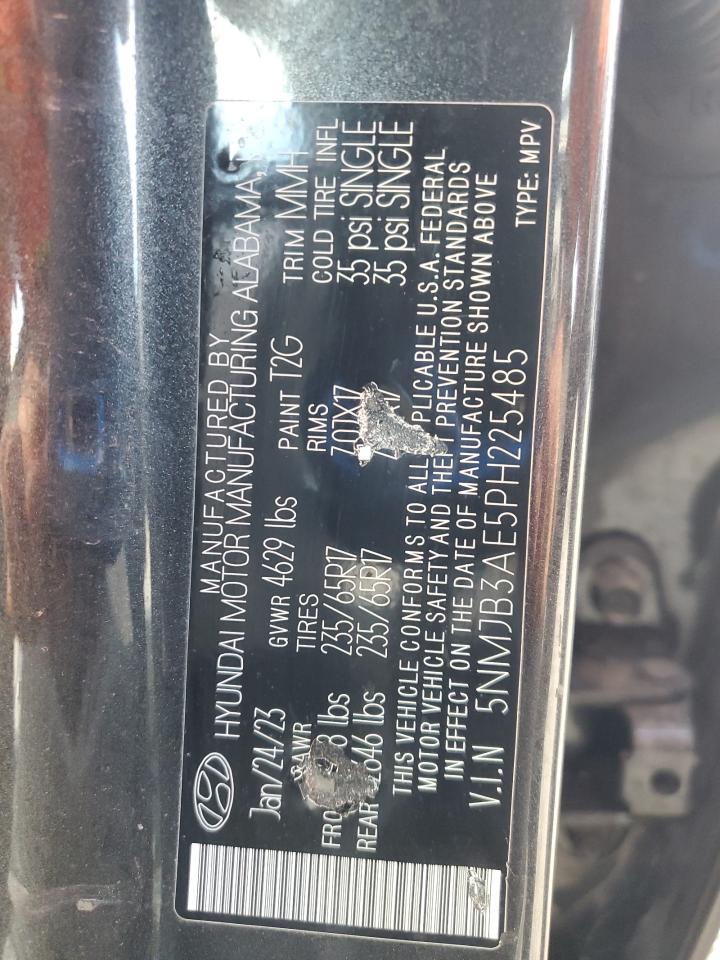 MANUFACTURED BY
HYUNDAI MOTOR MANUFACTURING ALABAMA,
Jan/24/23 GVWR 4629 lbs PAINT T2G TRIM MMH
GAWR TIRES RIMS COLD TIRE INFL
lbs 235/65R17 7.0JX17 35 psi SINGLE
REAR lbs 235/65R17 35 psi SINGLE
THIS VEHICLE CONFORMS TO ALL U.S.A. FEDERAL
MOTOR VEHICLE SAFETY AND PREVENTION STANDARDS
IN EFFECT ON THE DATE OF MANUFACTURE SHOWN ABOVE
V.I.N 5NMJB3AE5PH225485 TYPE: MPV